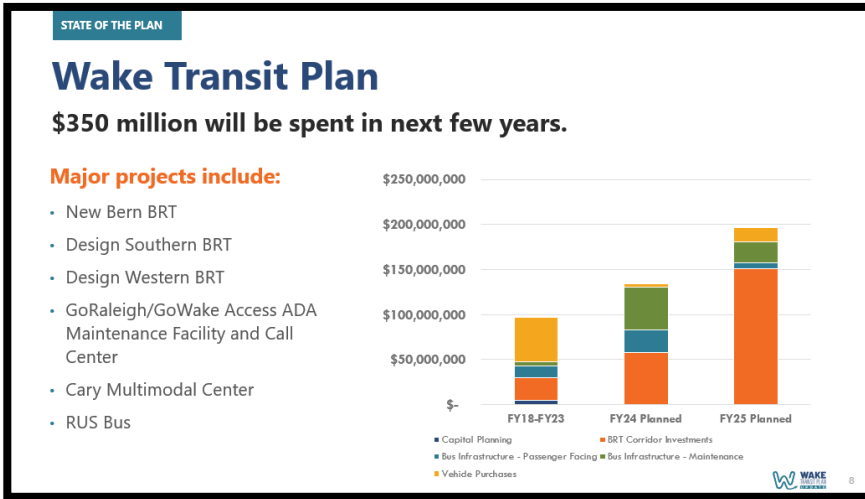 STATE OF THE PLAN
Wake Transit Plan
$350 million will be spent in next few years.
Major projects include:
• New Bern BRT
• Design Southern BRT
• Design Western BRT
• GoRaleigh/GoWake Access ADA
Maintenance Facility and Call
Center
• Cary Multimodal Center
• RUS Bus
$250,000,000
$200,000,000
$150,000,000
$100,000,000
$50,000,000
$-
FY18-FY23 FY24 Planned FY25 Planned
Capital Planning BRT Corridor Investments
Bus Infrastructure - Passenger Facing Bus Infrastructure - Maintenance
Vehicle Purchases
WAKE
TRANSIT PLAN
UPDATE
8